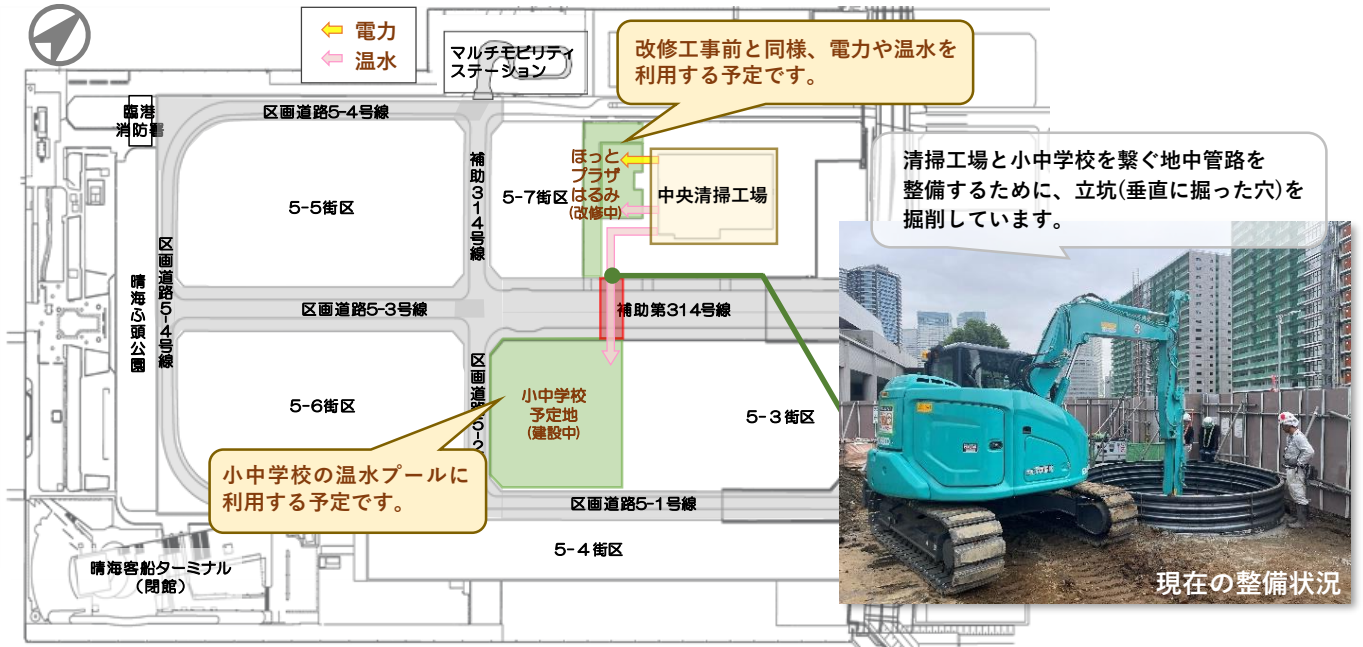 電力
温水
マルチモビリティ
ステーション
改修工事前と同様、電力や温水を
利用する予定です。
臨港
消防署
区画道路5-4号線
補助314号線
ほっと
プラザ
はるみ
(改修中)
5-7街区
中央清掃工場
清掃工場と小中学校を繋ぐ地中管路を
整備するために、立坑(垂直に掘った穴)を
掘削しています。
5-5街区
区画道路5-4号線
晴海ふ頭公園
区画道路5-3号線
補助第314号線
区画道路5-2
5-6街区
小中学校
予定地
(建設中)
5-3街区
小中学校の温水プールに
利用する予定です。
区画道路5-1号線
5-4街区
晴海客船ターミナル
(閉館)
現在の整備状況